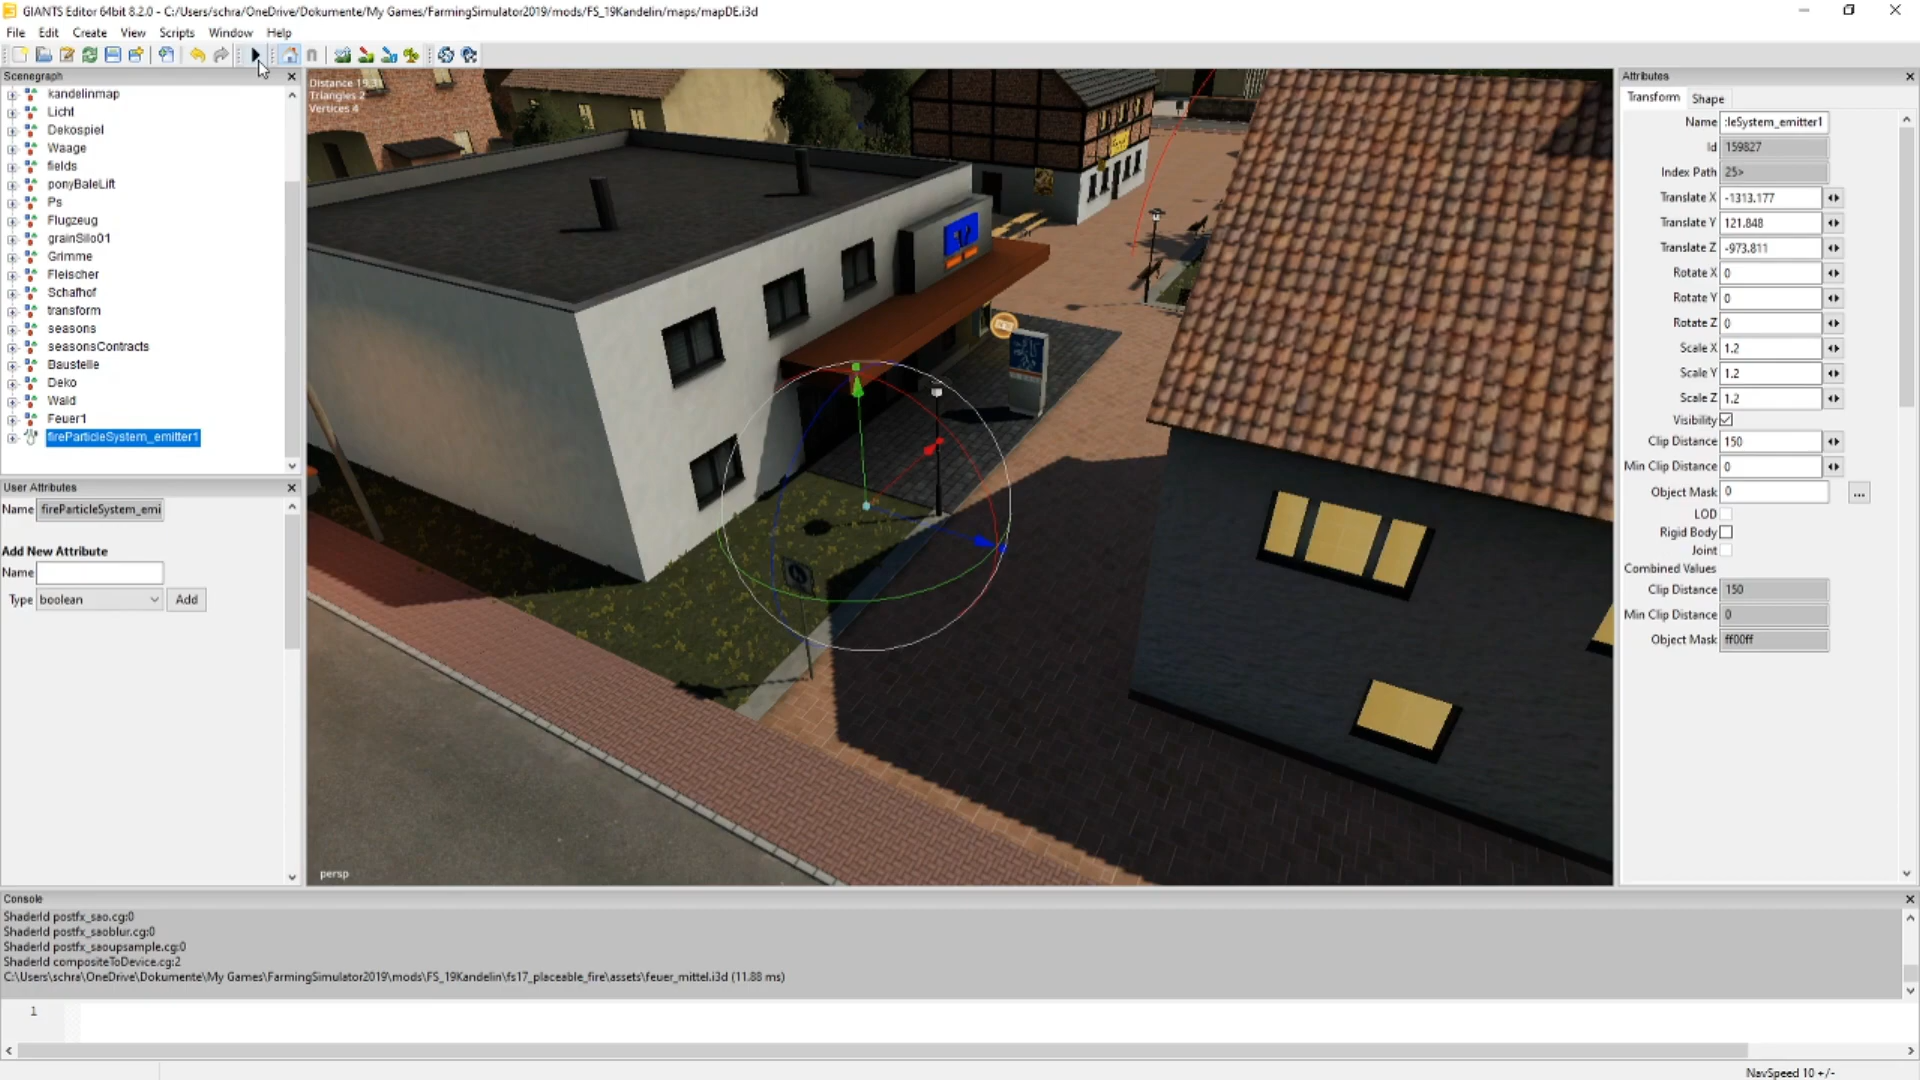 GIANTS Editor 64bit 8.2.0 - C:/Users/schra/OneDrive/Dokumente/My Games/FarmingSimulator2019/mods/FS_19Kandelin/maps/mapDE.i3d
File Edit Create View Scripts Window Help
Scenegraph
kandelinmap
Licht
Dekospiel
Waage
fields
ponyBaleLift
Ps
Flugzeug
grainSilo01
Grimme
Fleischer
Schafhof
transform
seasons
seasonsContracts
Baustelle
Deko
Wald
Feuer1
fireParticleSystem_emitter1
User Attributes
Name fireParticleSystem_emi
Add New Attribute
Name
Type boolean Add
Distance 19.3
Triangles 2
Vertices 4
persp
Attributes
Transform Shape
Name :leSystem_emitter1
Id 159827
Index Path 25>
Translate X -1313.177
Translate Y 121.848
Translate Z -973.811
Rotate X 0
Rotate Y 0
Rotate Z 0
Scale X 1.2
Scale Y 1.2
Scale Z 1.2
Visibility
Clip Distance 150
Min Clip Distance 0
Object Mask 0 ...
LOD
Rigid Body
Joint
Combined Values
Clip Distance 150
Min Clip Distance 0
Object Mask ff00ff
Console
ShaderId postfx_sao.cg:0
ShaderId postfx_saoblur.cg:0
ShaderId postfx_saoupsample.cg:0
ShaderId compositeToDevice.cg:2
C:\Users\schra\OneDrive\Dokumente\My Games\FarmingSimulator2019\mods\FS_19Kandelin\fs17_placeable_fire\assets\feuer_mittel.i3d (11.88 ms)
1
NavSpeed 10 +/-